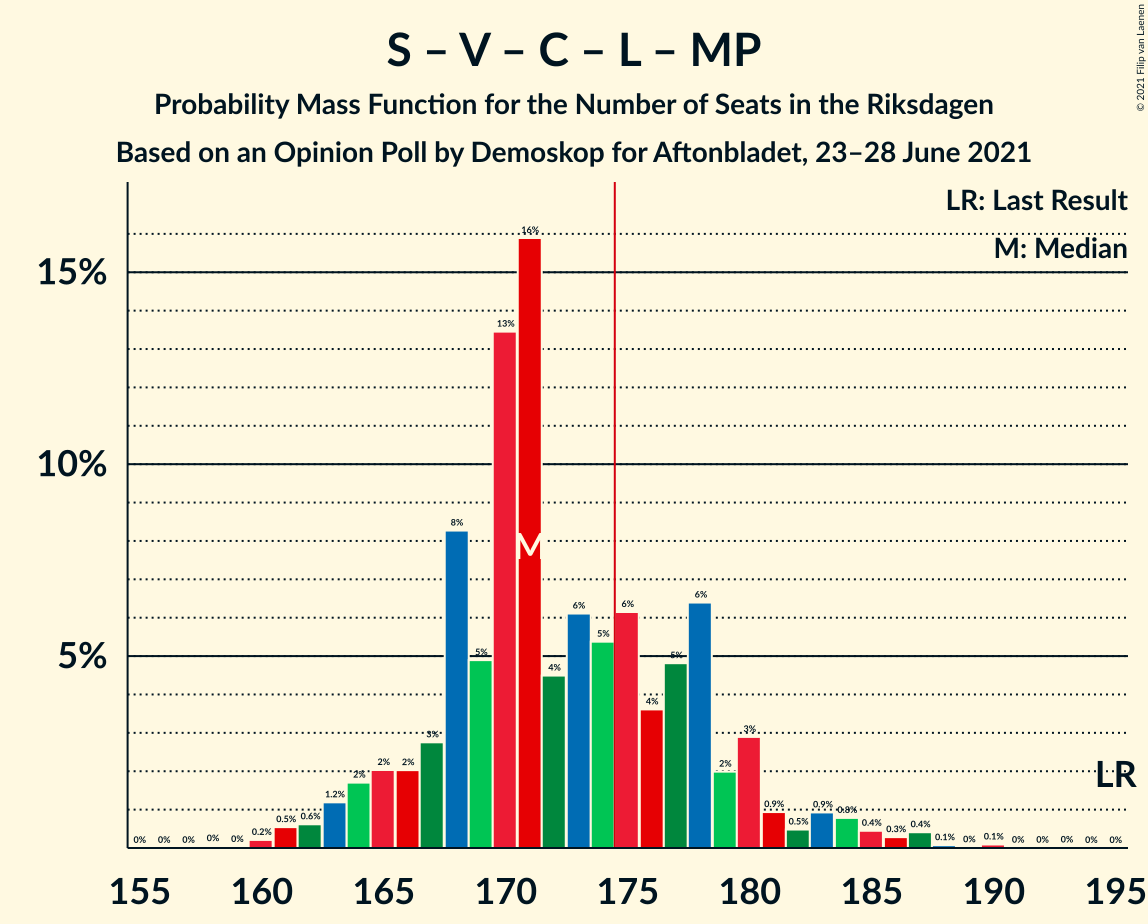 S – V – C – L – MP
Probability Mass Function for the Number of Seats in the Riksdagen
Based on an Opinion Poll by Demoskop for Aftonbladet, 23–28 June 2021
© 2021 Filip van Laenen
LR: Last Result
M: Median
15%
10%
5%
0% 0% 0% 0% 0% 0.2% 0.5% 0.6% 1.2% 2% 2% 2% 3% 8% 5% 13% 16% 4% 6% 5% 6% 4% 5% 6% 2% 3% 0.9% 0.5% 0.9% 0.8% 0.4% 0.3% 0.4% 0.1% 0% 0.1% 0% 0% 0% 0% 0%
M
LR
155 160 165 170 175 180 185 190 195